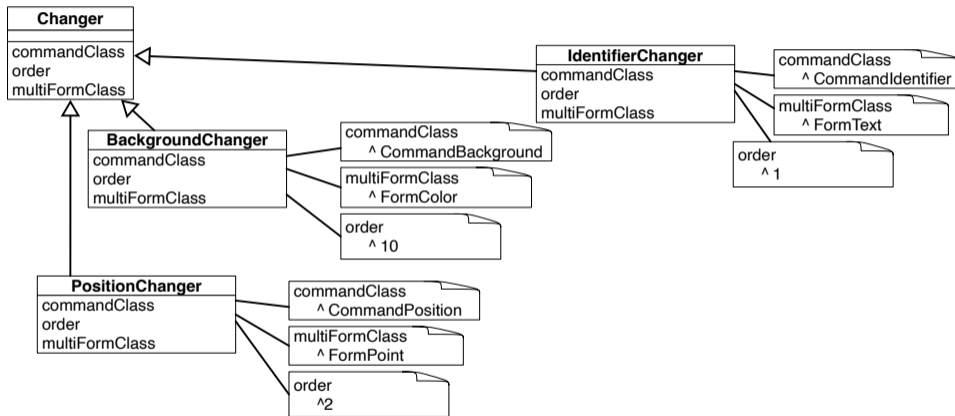 Changer
commandClass
order
multiFormClass
IdentifierChanger
commandClass
order
multiFormClass
commandClass
^ CommandIdentifier
multiFormClass
^ FormText
order
^ 1
BackgroundChanger
commandClass
order
multiFormClass
commandClass
^ CommandBackground
multiFormClass
^ FormColor
order
^ 10
PositionChanger
commandClass
order
multiFormClass
commandClass
^ CommandPosition
multiFormClass
^ FormPoint
order
^2